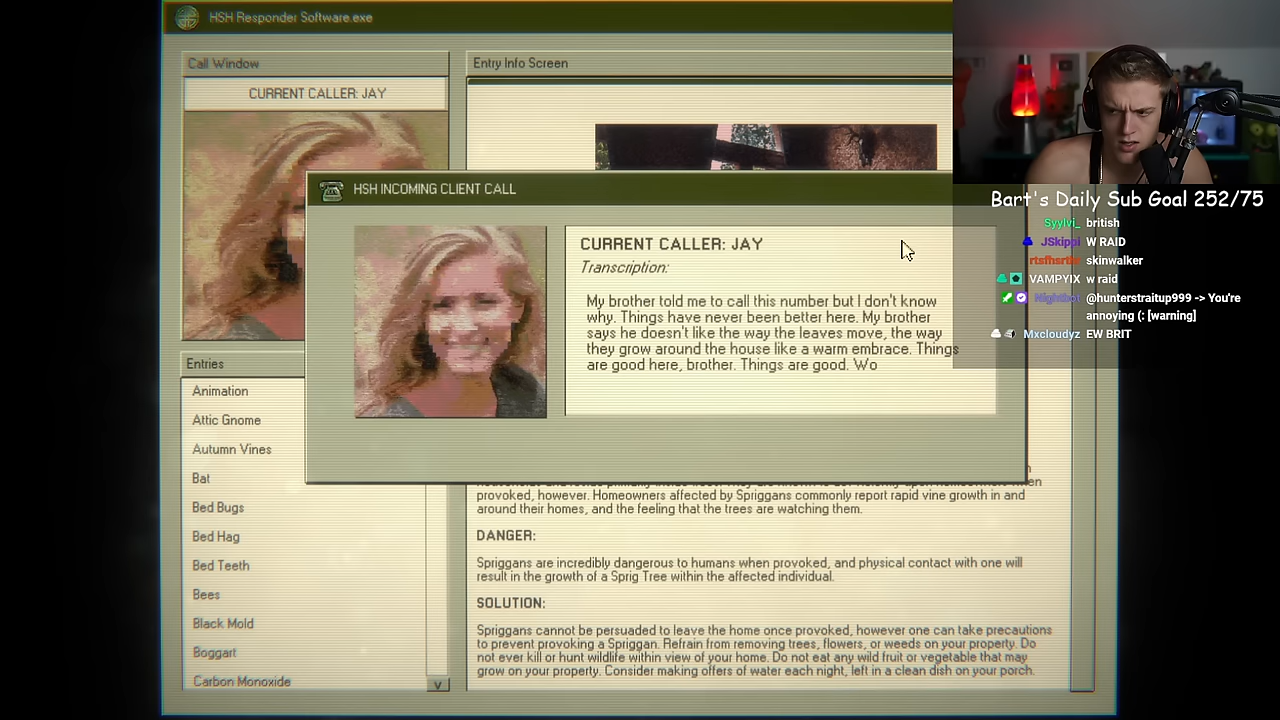 HSH Responder Software.exe
Call Window
Entry Info Screen
CURRENT CALLER: JAY
HSH INCOMING CLIENT CALL
CURRENT CALLER: JAY
Transcription:
My brother told me to call this number but I don't know
why. Things have never been better here. My brother
says he doesn't like the way the leaves move, the way
they grow around the house like a warm embrace. Things
are good here, brother. Things are good. Wo
Entries
Animation
Attic Gnome
Autumn Vines
Bat
Bed Bugs
Bed Hag
Bed Teeth
Bees
Black Mold
Boggart
Carbon Monoxide
v
provoked, however. Homeowners affected by Spriggans commonly report rapid vine growth in and
around their homes, and the feeling that the trees are watching them.
DANGER:
Spriggans are incredibly dangerous to humans when provoked, and physical contact with one will
result in the growth of a Sprig Tree within the affected individual.
SOLUTION:
Spriggans cannot be persuaded to leave the home once provoked, however one can take precautions
to prevent provoking a Spriggan. Refrain from removing trees, flowers, or weeds on your property. Do
not ever kill or hunt wildlife within view of your home. Do not eat any wild fruit or vegetable that may
grow on your property. Consider making offers of water each night, left in a clean dish on your porch.
Bart's Daily Sub Goal 252/75
Syylvi_ british
JSkippi W RAID
skinwalker
VAMPYIX w raid
Nightbot @hunterstraitup999 -> You're
annoying (: [warning]
Mxcloudyz EW BRIT